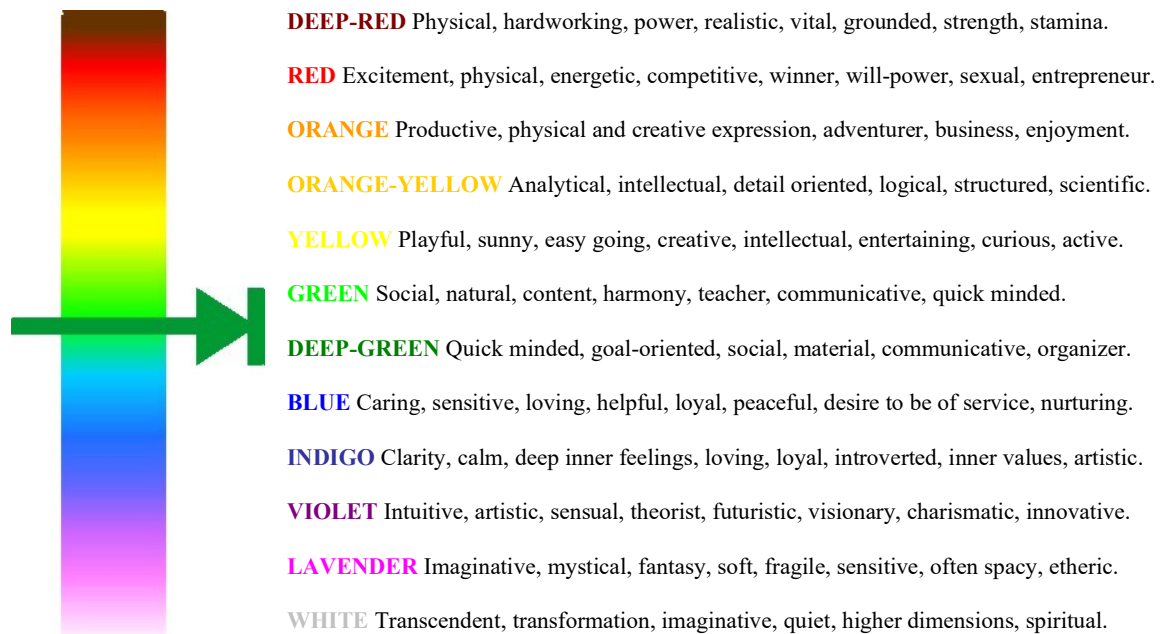 DEEP-RED Physical, hardworking, power, realistic, vital, grounded, strength, stamina.
RED Excitement, physical, energetic, competitive, winner, will-power, sexual, entrepreneur.
ORANGE Productive, physical and creative expression, adventurer, business, enjoyment.
ORANGE-YELLOW Analytical, intellectual, detail oriented, logical, structured, scientific.
YELLOW Playful, sunny, easy going, creative, intellectual, entertaining, curious, active.
GREEN Social, natural, content, harmony, teacher, communicative, quick minded.
DEEP-GREEN Quick minded, goal-oriented, social, material, communicative, organizer.
BLUE Caring, sensitive, loving, helpful, loyal, peaceful, desire to be of service, nurturing.
INDIGO Clarity, calm, deep inner feelings, loving, loyal, introverted, inner values, artistic.
VIOLET Intuitive, artistic, sensual, theorist, futuristic, visionary, charismatic, innovative.
LAVENDER Imaginative, mystical, fantasy, soft, fragile, sensitive, often spacy, etheric.
WHITE Transcendent, transformation, imaginative, quiet, higher dimensions, spiritual.